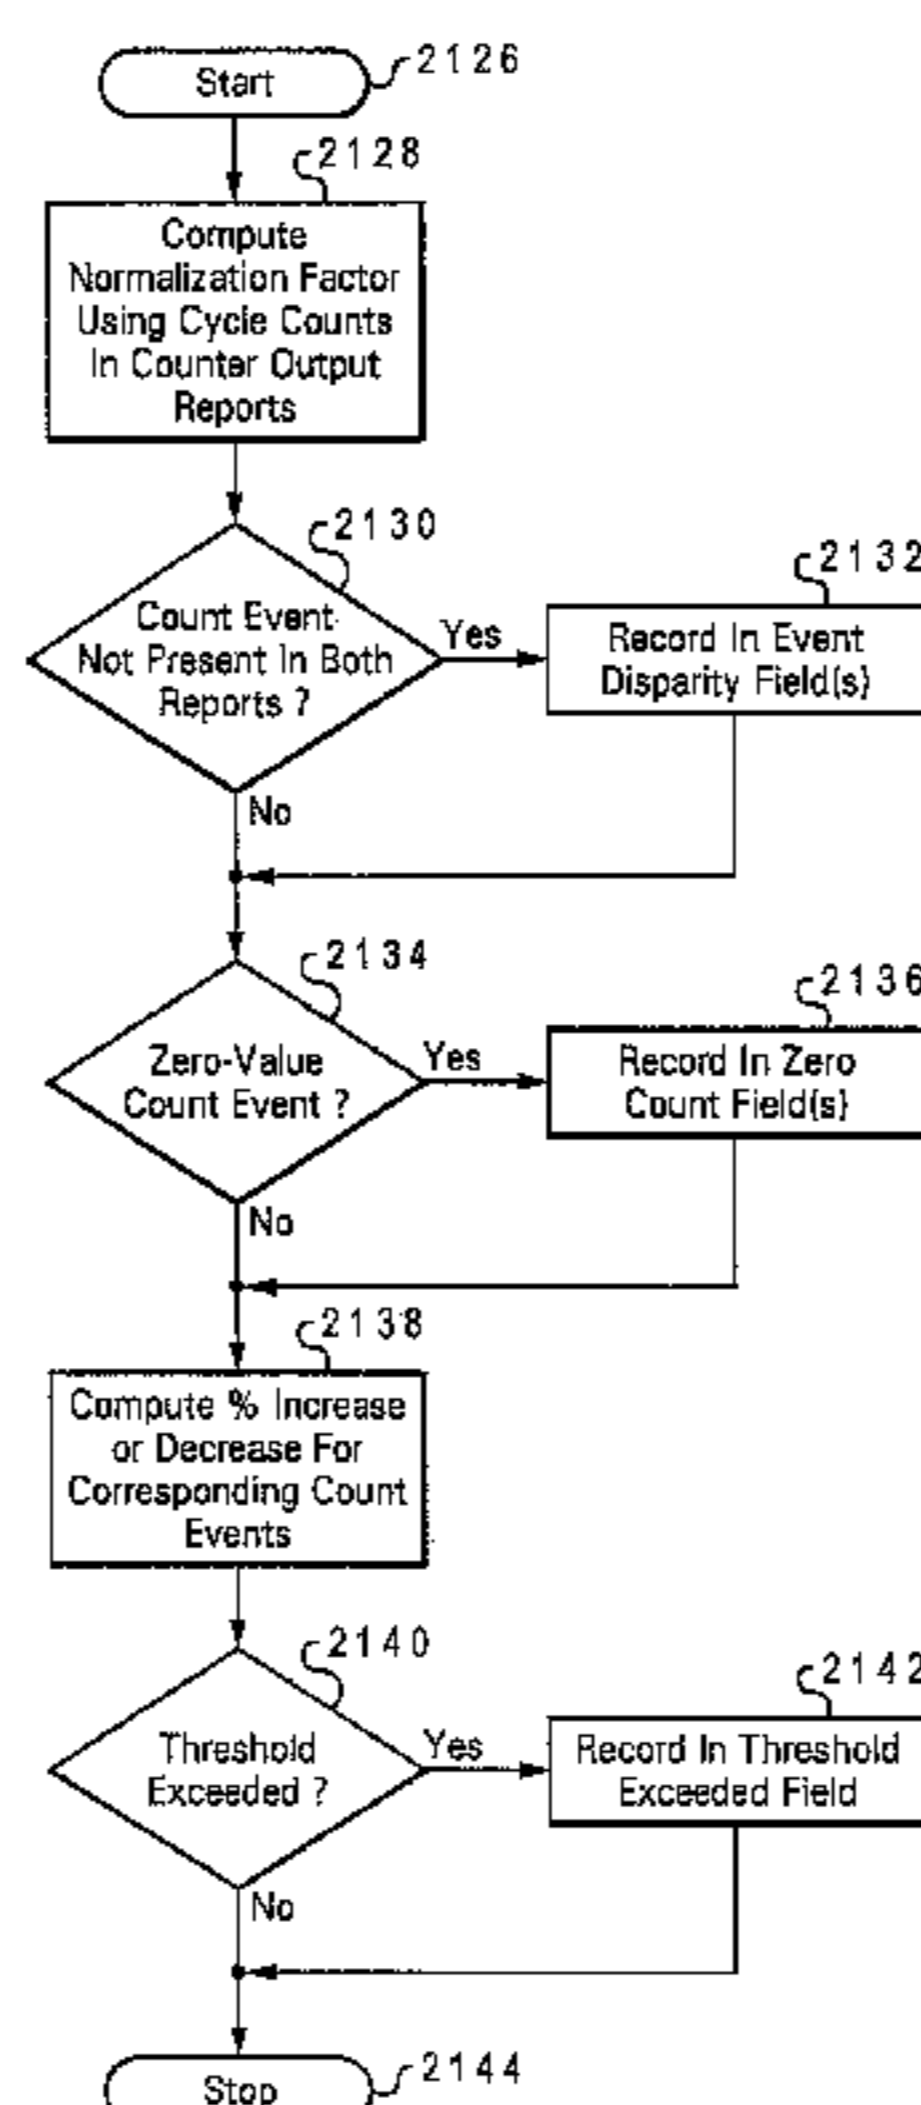 Start
2126
2128
Compute
Normalization Factor
Using Cycle Counts
In Counter Output
Reports
2130
Count Event
Not Present In Both
Reports ?
Yes
2132
Record In Event
Disparity Field(s)
No
2134
Zero-Value
Count Event ?
Yes
2136
Record In Zero
Count Field(s)
No
2138
Compute % Increase
or Decrease For
Corresponding Count
Events
2140
Threshold
Exceeded ?
Yes
2142
Record In Threshold
Exceeded Field
No
Stop
2144